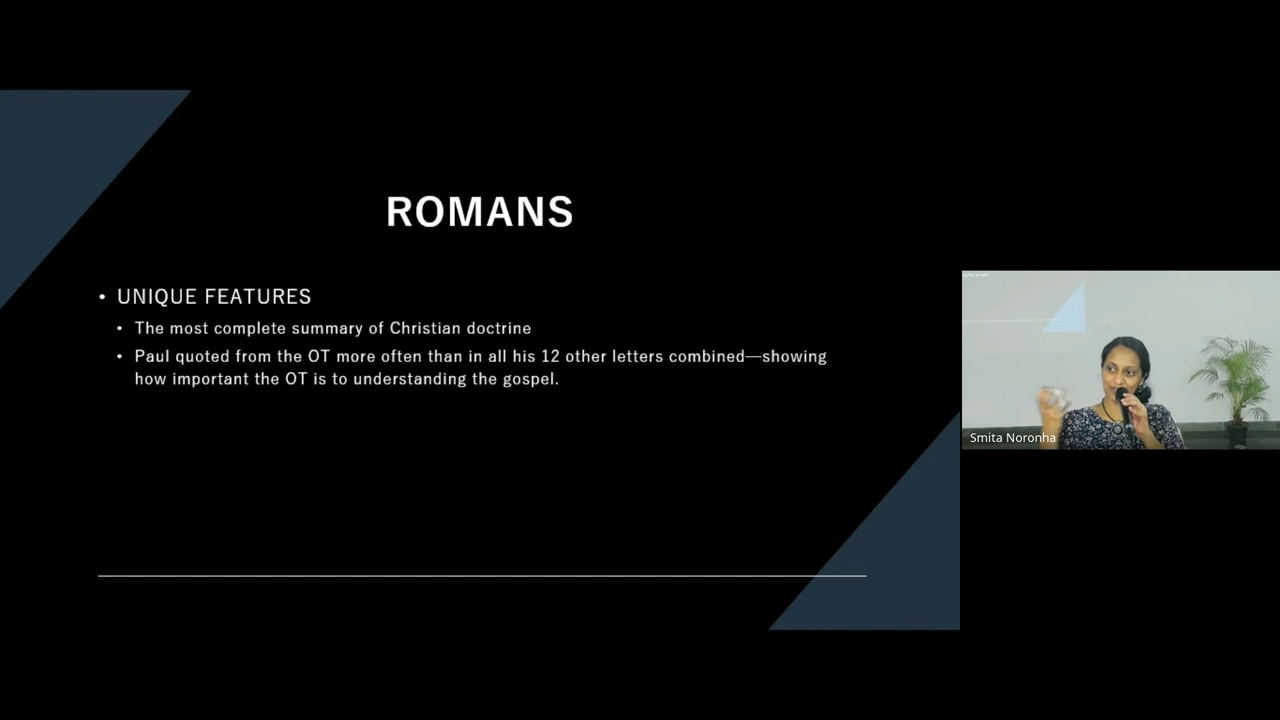 ROMANS
• UNIQUE FEATURES
• The most complete summary of Christian doctrine
• Paul quoted from the OT more often than in all his 12 other letters combined—showing
how important the OT is to understanding the gospel.
Smita Noronha